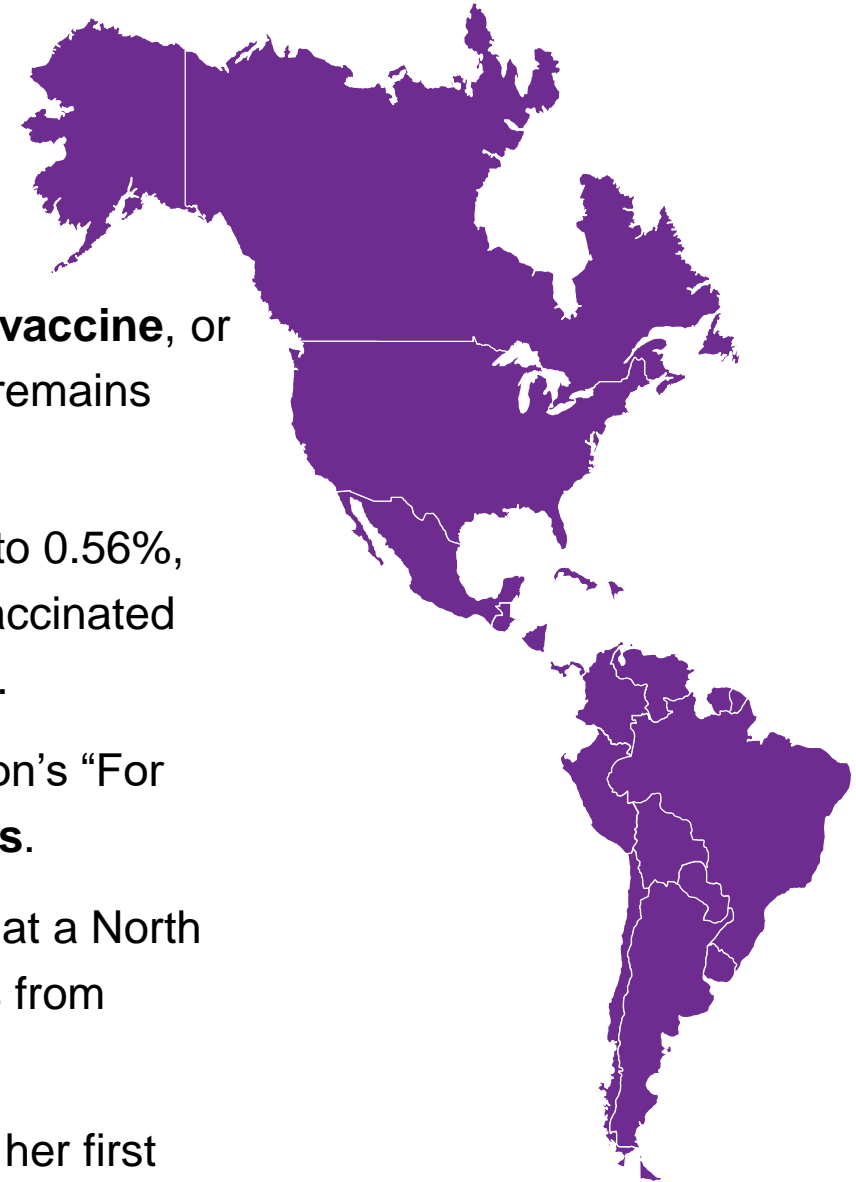 vaccine, or
remains
to 0.56%,
accinated
.
on's “For
s.
at a North
from
her first